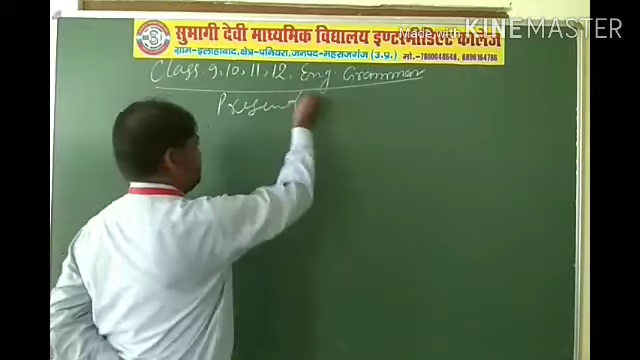 Made with KINEMASTER
सुमागी देवी माध्यमिक विद्यालय इण्टरमीडिएट कालेज
ग्राम-इलाहाबाद, क्षेत्र-पनियरा, जनपद-महराजगंज (उ.प्र.) मो.-7800048648, 8896164786
Class 9, 10, 11, 12. Eng. Grammar
Present